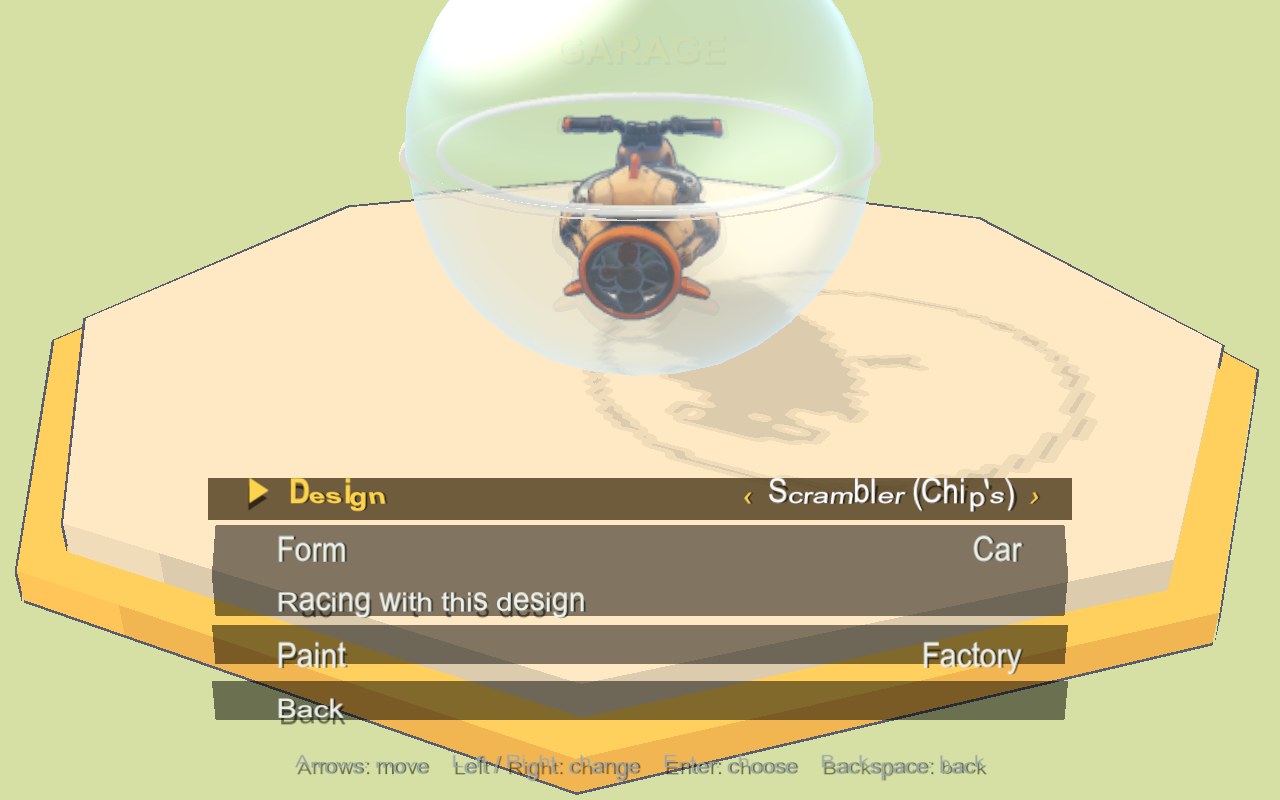 GARAGE
Design ‹ Scrambler (Chip's) ›
Form Car
Racing with this design
Paint Factory
Back
Arrows: move Left / Right: change Enter: choose Backspace: back